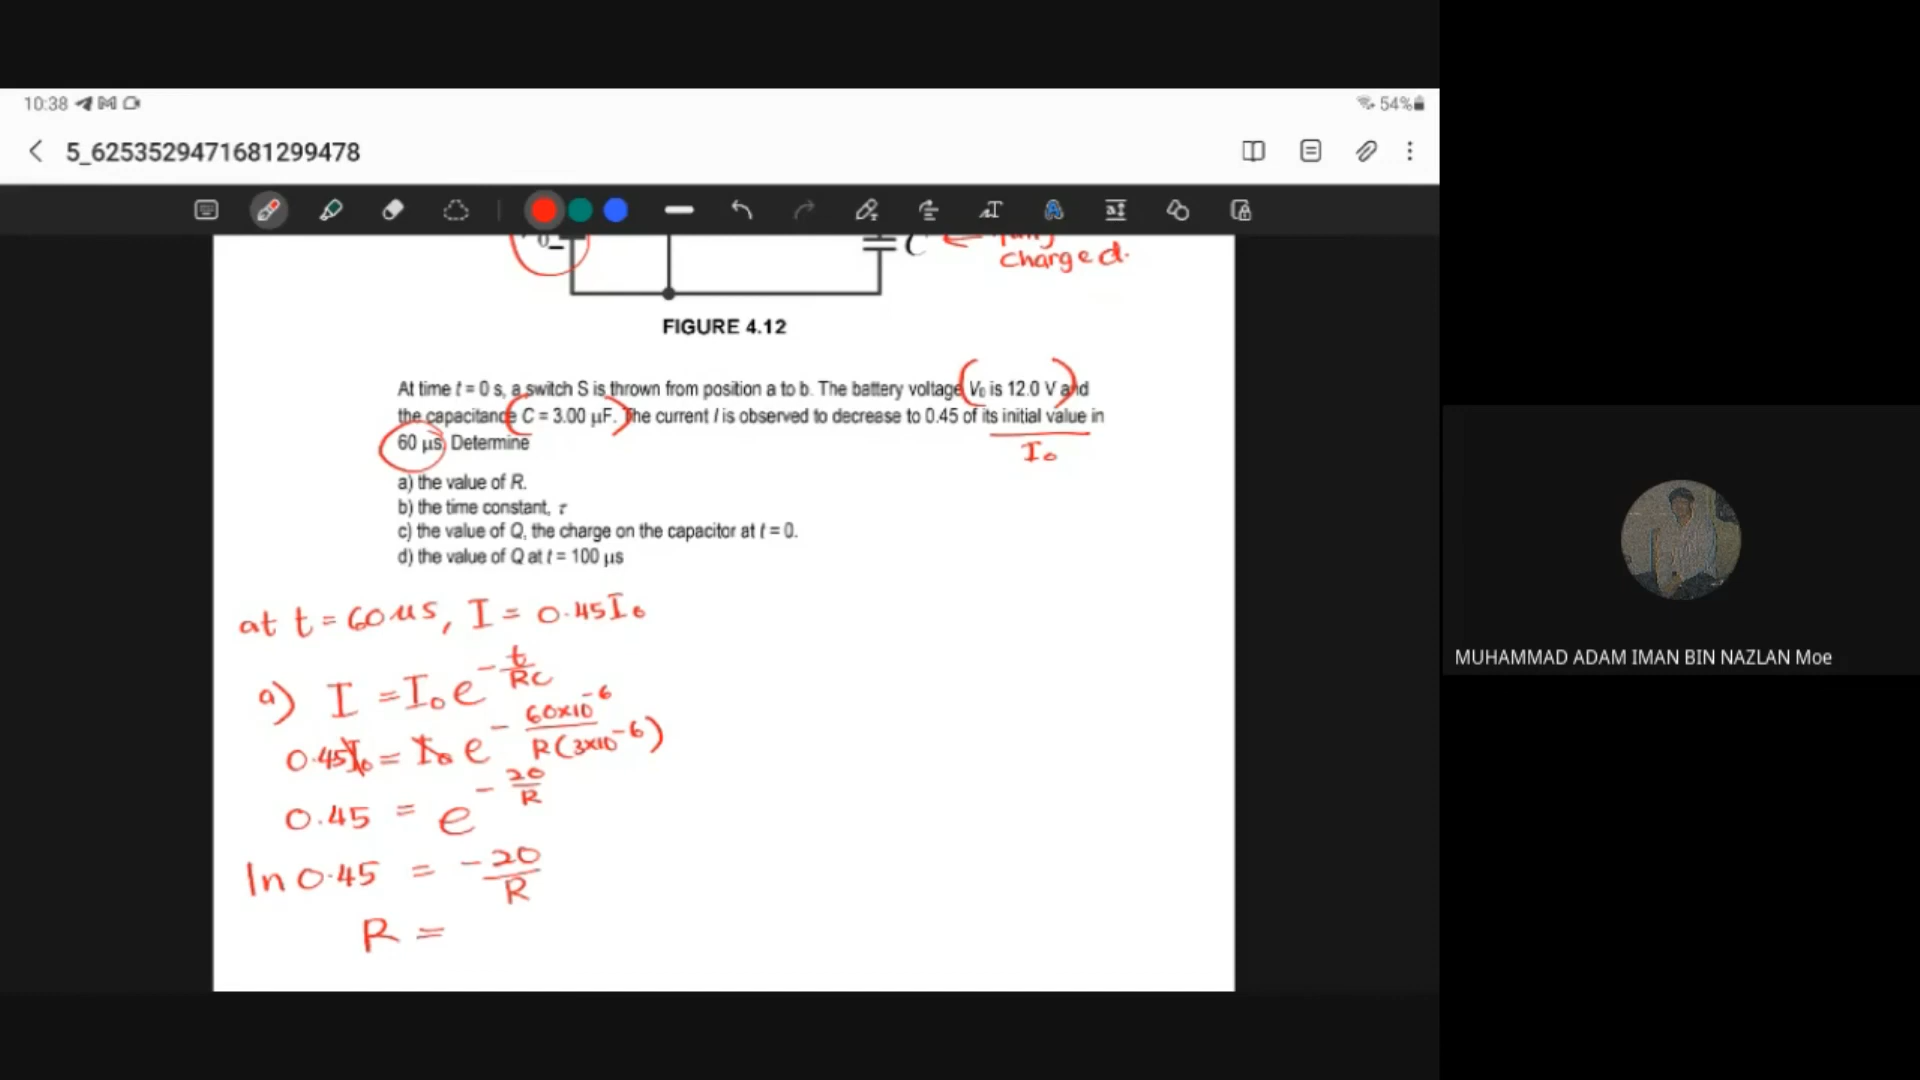 10:38
54%
5_6253529471681299478
charged.
C
FIGURE 4.12
At time t = 0 s, a switch S is thrown from position a to b. The battery voltage V₀ is 12.0 V and
the capacitance C = 3.00 μF. The current I is observed to decrease to 0.45 of its initial value in
60 μs. Determine
I₀
a) the value of R.
b) the time constant, τ
c) the value of Q, the charge on the capacitor at t = 0.
d) the value of Q at t = 100 μs
at t = 60 μs, I = 0.45I₀
a) I = I₀ e^(-t/RC)
0.45I₀ = I₀ e^(-60x10⁻⁶/R(3x10⁻⁶))
0.45 = e^(-20/R)
ln 0.45 = -20/R
R =
MUHAMMAD ADAM IMAN BIN NAZLAN Moe